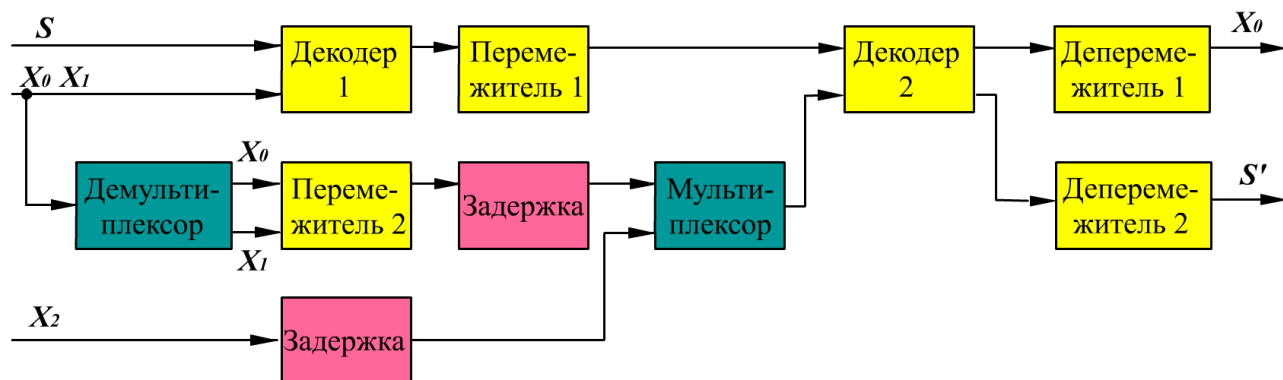 S
Декодер
1
Переме-
житель 1
Декодер
2
Деперeме-
житель 1
X0
X0 X1
Демульти-
плексор
X0
X1
Переме-
житель 2
Задержка
Мульти-
плексор
Депереме-
житель 2
S'
X2
Задержка